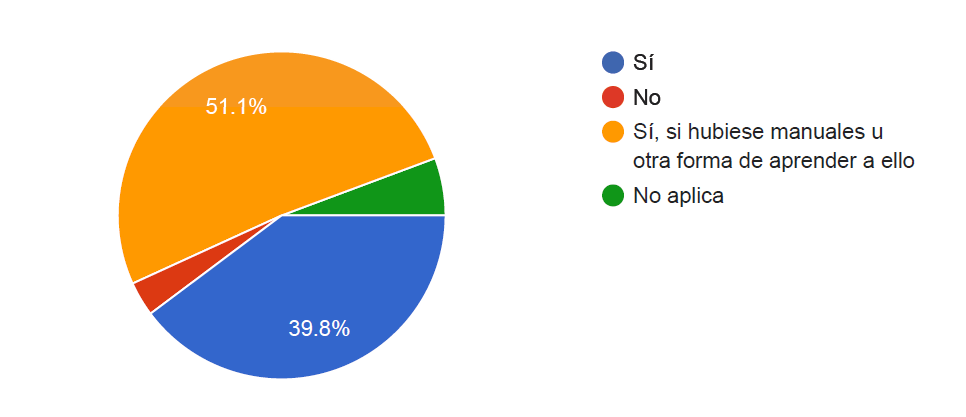 51.1%
39.8%
Sí
No
Sí, si hubiese manuales u
otra forma de aprender a ello
No aplica